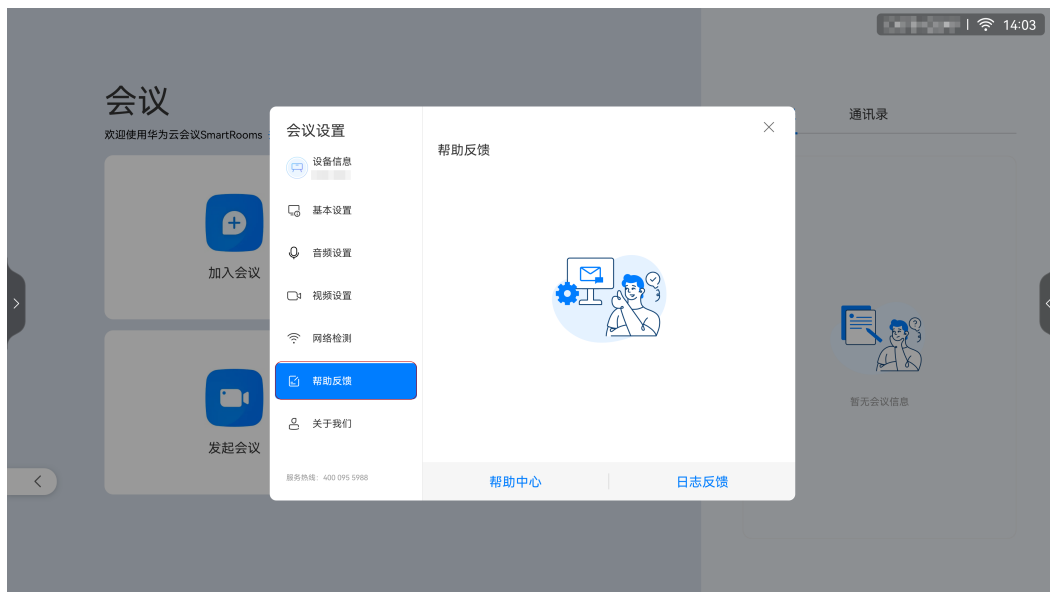 14:03
会议
欢迎使用华为云会议SmartRooms
加入会议
发起会议
会议设置
设备信息
基本设置
音频设置
视频设置
网络检测
帮助反馈
关于我们
服务热线：400 095 5988
帮助反馈
帮助中心
日志反馈
通讯录
暂无会议信息